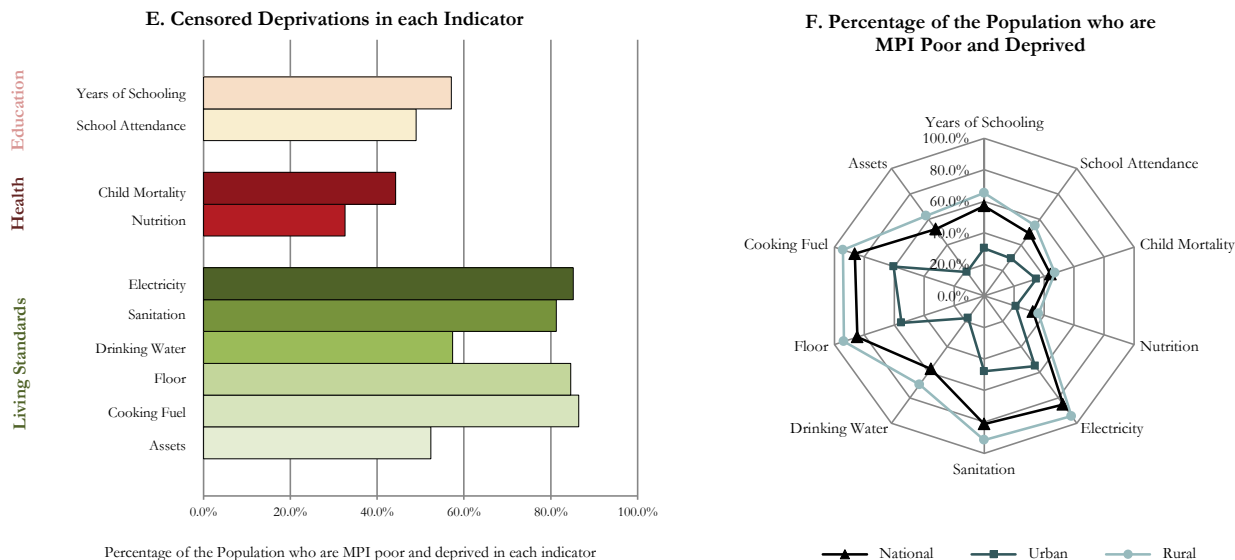 E. Censored Deprivations in each Indicator
Education
Years of Schooling
School Attendance
Health
Child Mortality
Nutrition
Living Standards
Electricity
Sanitation
Drinking Water
Floor
Cooking Fuel
Assets
0.0%
20.0%
40.0%
60.0%
80.0%
100.0%
Percentage of the Population who are MPI poor and deprived in each indicator
F. Percentage of the Population who are
MPI Poor and Deprived
Years of Schooling
100.0%
80.0%
60.0%
40.0%
20.0%
0.0%
School Attendance
Child Mortality
Nutrition
Electricity
Sanitation
Drinking Water
Floor
Cooking Fuel
Assets
National
Urban
Rural